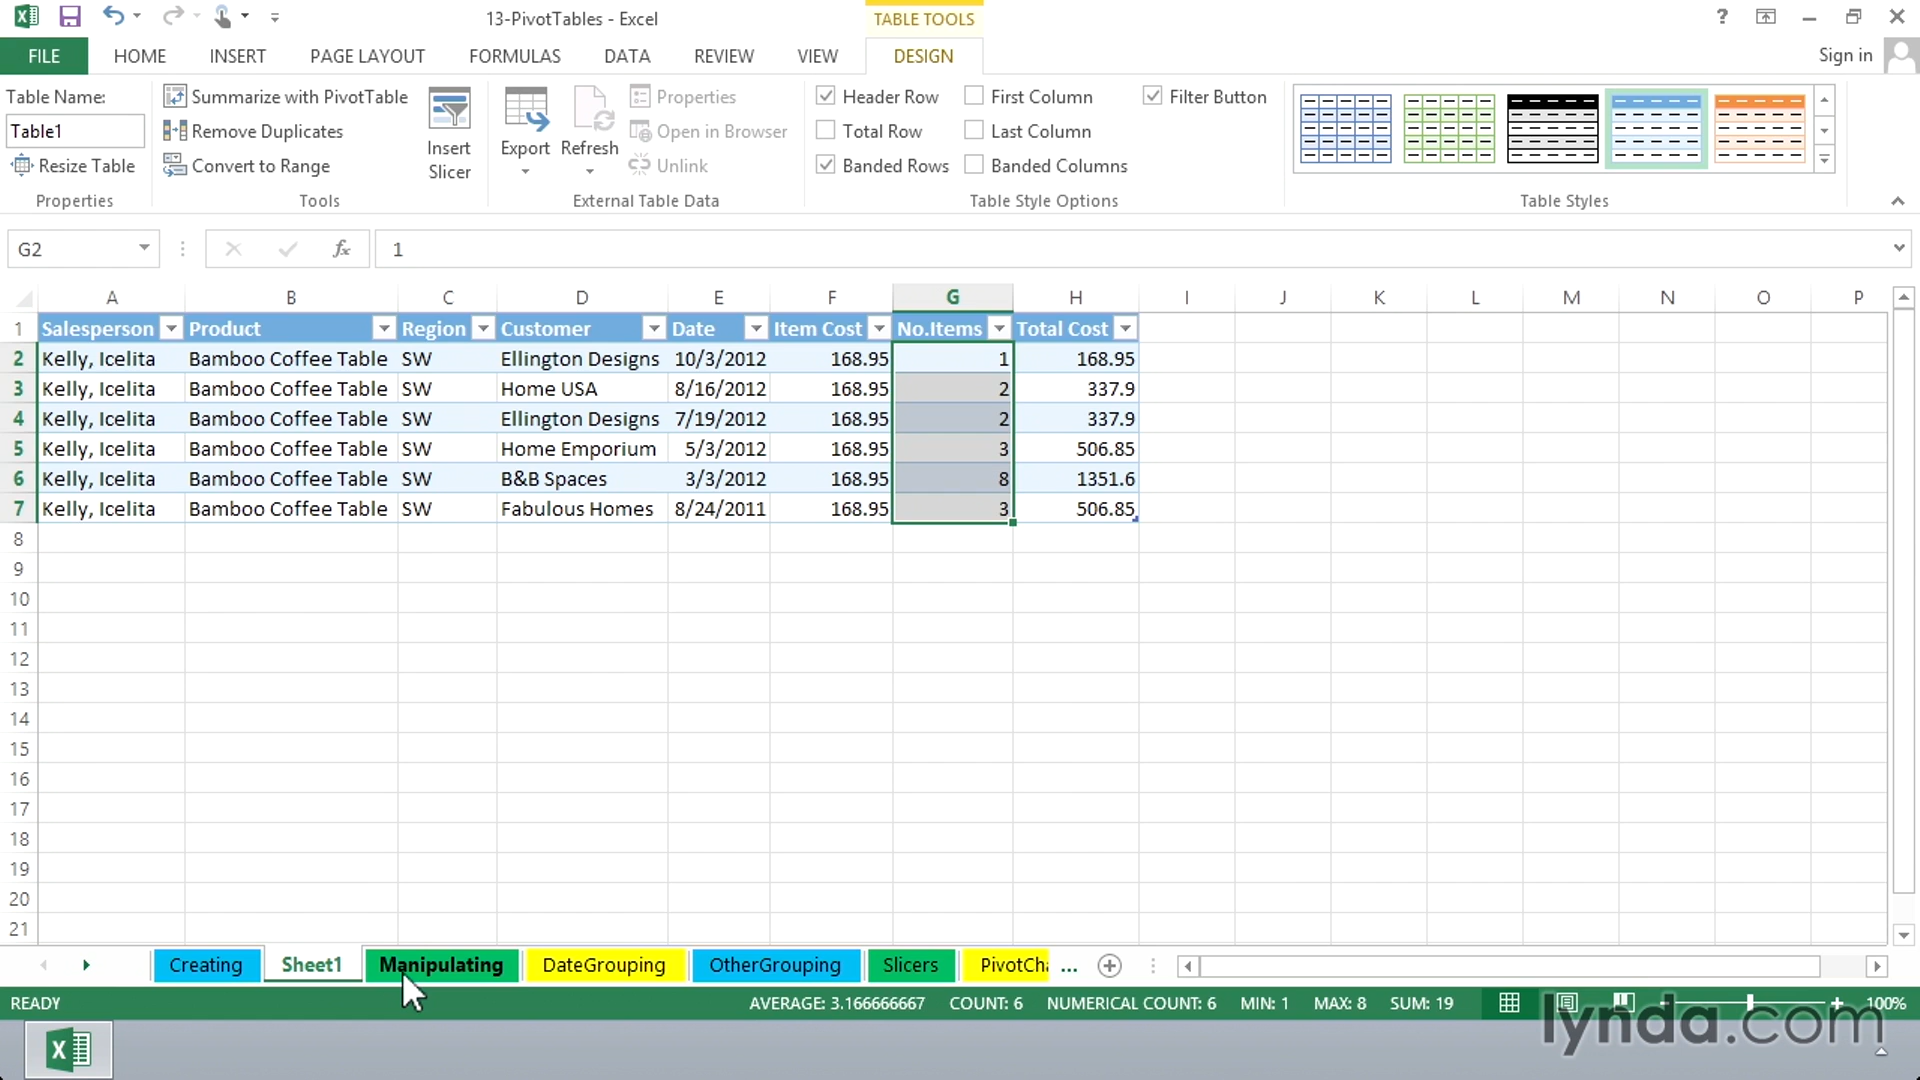 13-PivotTables - Excel
TABLE TOOLS
?
FILE HOME INSERT PAGE LAYOUT FORMULAS DATA REVIEW VIEW DESIGN
Sign in
Table Name:
Table1
Resize Table
Properties
Summarize with PivotTable
Remove Duplicates
Convert to Range
Tools
Insert
Slicer
Export
Refresh
Properties
Open in Browser
Unlink
External Table Data
Header Row
Total Row
Banded Rows
First Column
Last Column
Banded Columns
Filter Button
Table Style Options
Table Styles
G2
fx
1
A B C D E F G H I J K L M N O P
1 Salesperson Product Region Customer Date Item Cost No.Items Total Cost
2 Kelly, Icelita Bamboo Coffee Table SW Ellington Designs 10/3/2012 168.95 1 168.95
3 Kelly, Icelita Bamboo Coffee Table SW Home USA 8/16/2012 168.95 2 337.9
4 Kelly, Icelita Bamboo Coffee Table SW Ellington Designs 7/19/2012 168.95 2 337.9
5 Kelly, Icelita Bamboo Coffee Table SW Home Emporium 5/3/2012 168.95 3 506.85
6 Kelly, Icelita Bamboo Coffee Table SW B&B Spaces 3/3/2012 168.95 8 1351.6
7 Kelly, Icelita Bamboo Coffee Table SW Fabulous Homes 8/24/2011 168.95 3 506.85
8
9
10
11
12
13
14
15
16
17
18
19
20
21
Creating Sheet1 Manipulating DateGrouping OtherGrouping Slicers PivotCha ...
READY AVERAGE: 3.166666667 COUNT: 6 NUMERICAL COUNT: 6 MIN: 1 MAX: 8 SUM: 19 100%
lynda.com